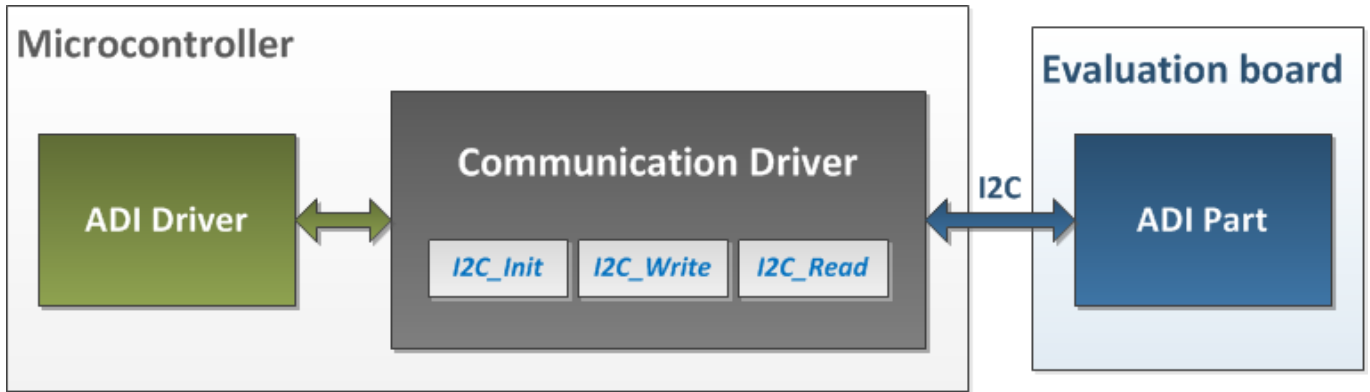 Microcontroller
Evaluation board
Communication Driver
ADI Driver
I2C
ADI Part
I2C_Init
I2C_Write
I2C_Read